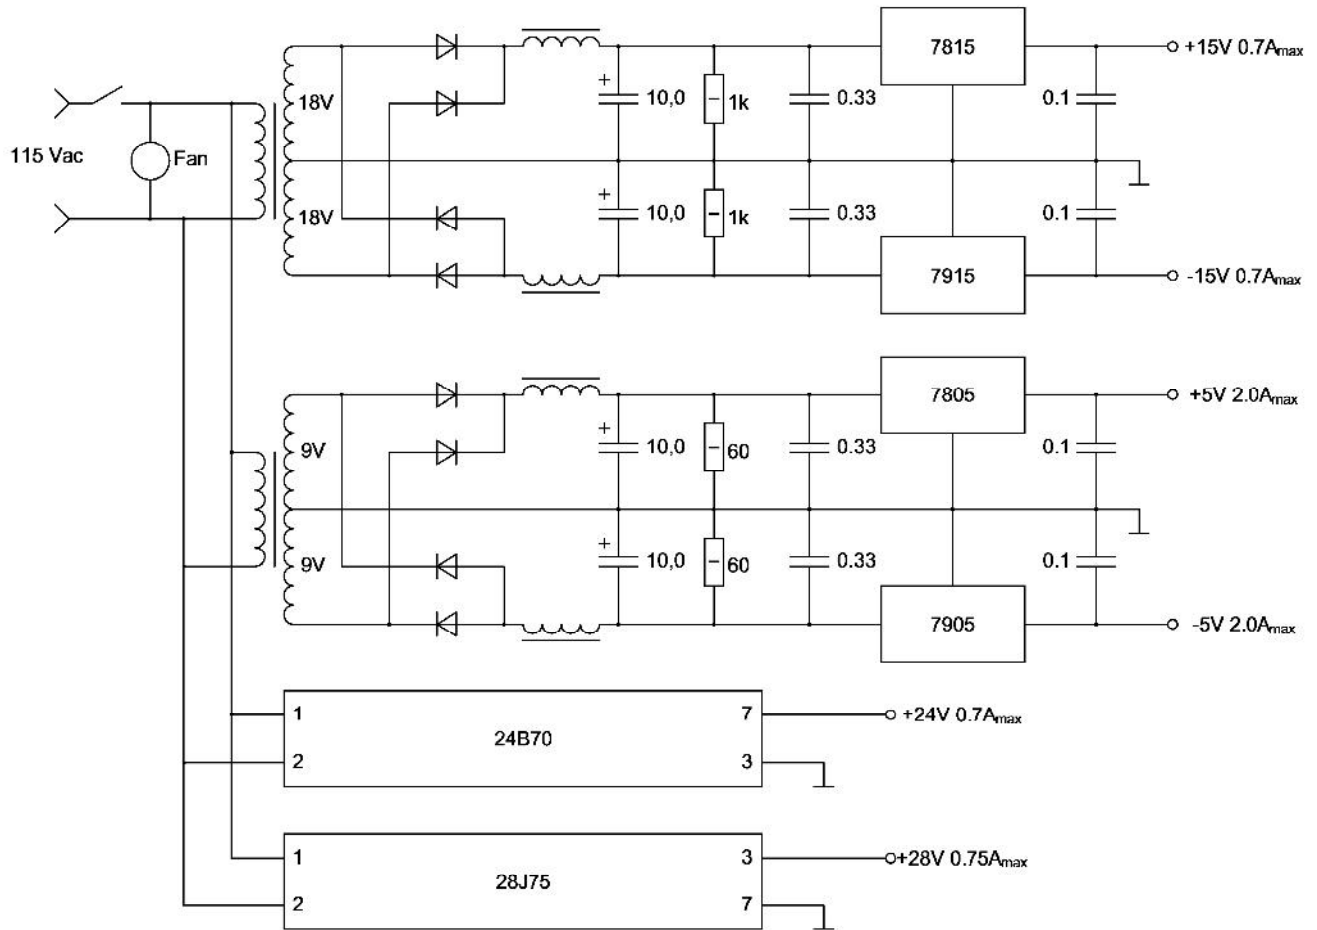 7815
+15V 0.7Amax
18V
10,0
1k
0.33
0.1
115 Vac
Fan
18V
10,0
1k
0.33
0.1
7915
-15V 0.7Amax
7805
+5V 2.0Amax
9V
10,0
60
0.33
0.1
9V
10,0
60
0.33
0.1
7905
-5V 2.0Amax
1
7
+24V 0.7Amax
24B70
2
3
1
3
+28V 0.75Amax
28J75
2
7